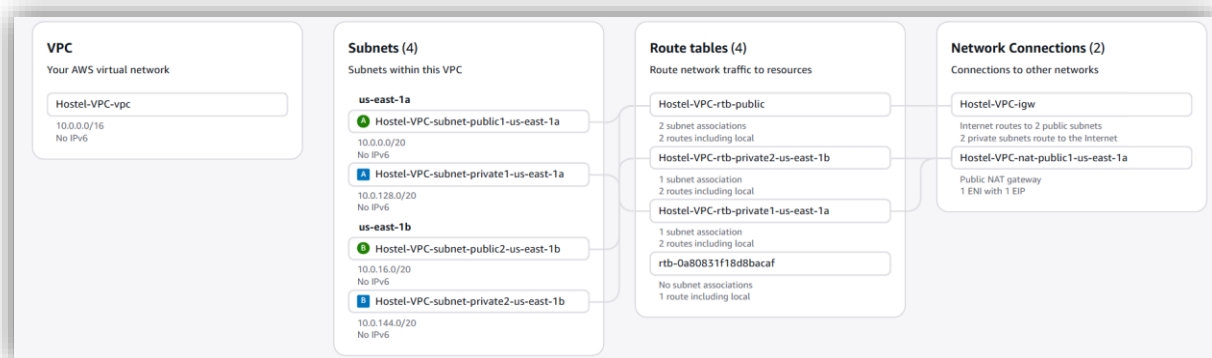 VPC
Your AWS virtual network
Hostel-VPC-vpc
10.0.0.0/16
No IPv6
Subnets (4)
Subnets within this VPC
us-east-1a
A Hostel-VPC-subnet-public1-us-east-1a
10.0.0.0/20
No IPv6
A Hostel-VPC-subnet-private1-us-east-1a
10.0.128.0/20
No IPv6
us-east-1b
B Hostel-VPC-subnet-public2-us-east-1b
10.0.16.0/20
No IPv6
B Hostel-VPC-subnet-private2-us-east-1b
10.0.144.0/20
No IPv6
Route tables (4)
Route network traffic to resources
Hostel-VPC-rtb-public
2 subnet associations
2 routes including local
Hostel-VPC-rtb-private2-us-east-1b
1 subnet association
2 routes including local
Hostel-VPC-rtb-private1-us-east-1a
1 subnet association
2 routes including local
rtb-0a80831f18d8bacaf
No subnet associations
1 route including local
Network Connections (2)
Connections to other networks
Hostel-VPC-igw
Internet routes to 2 public subnets
2 private subnets route to the Internet
Hostel-VPC-nat-public1-us-east-1a
Public NAT gateway
1 ENI with 1 EIP